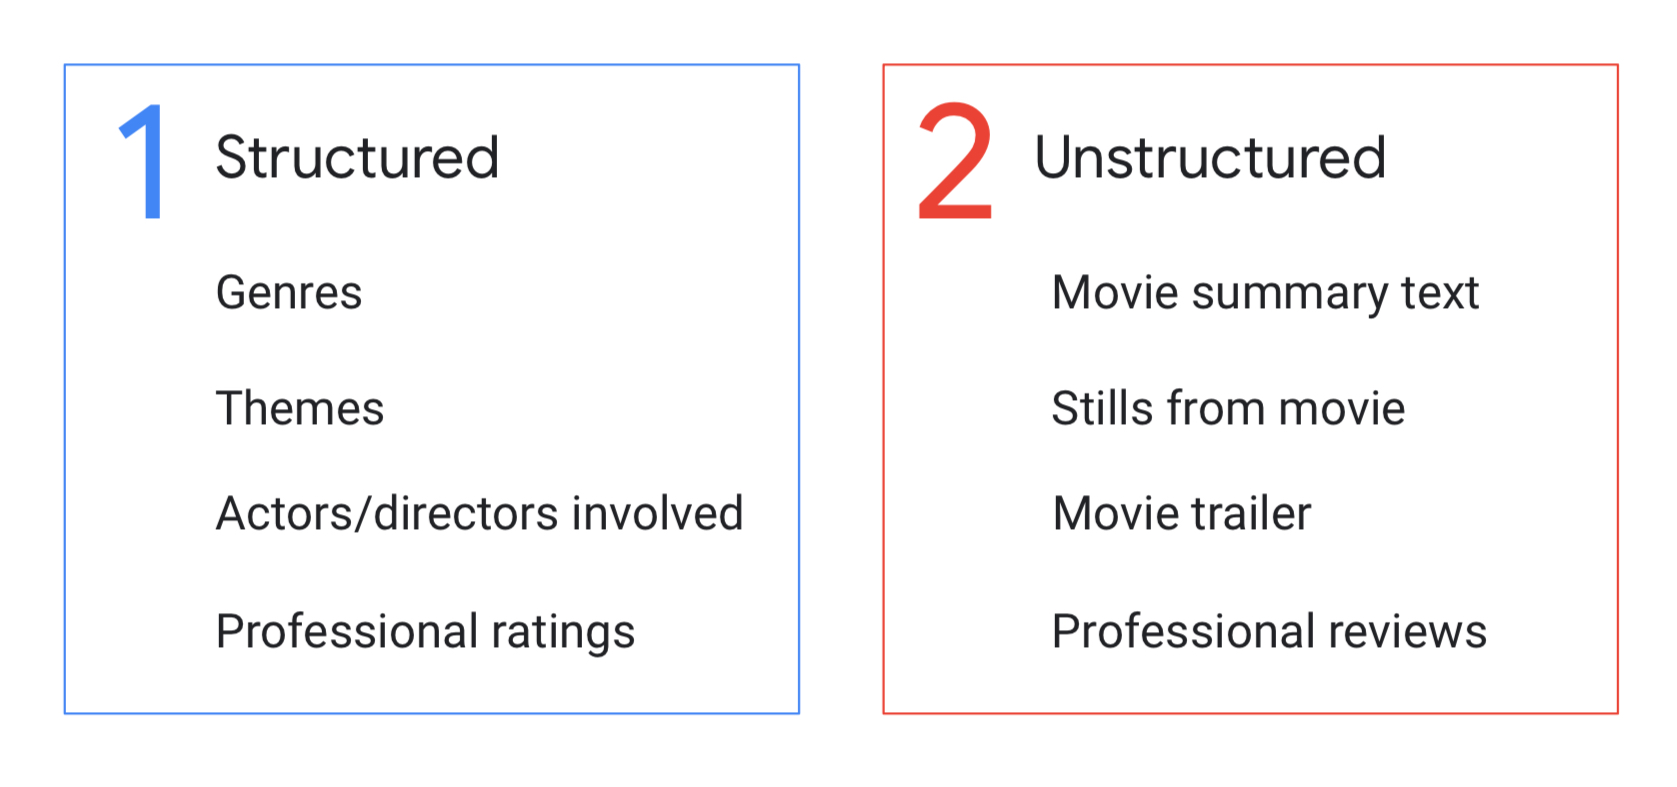 1 Structured
Genres
Themes
Actors/directors involved
Professional ratings
2 Unstructured
Movie summary text
Stills from movie
Movie trailer
Professional reviews